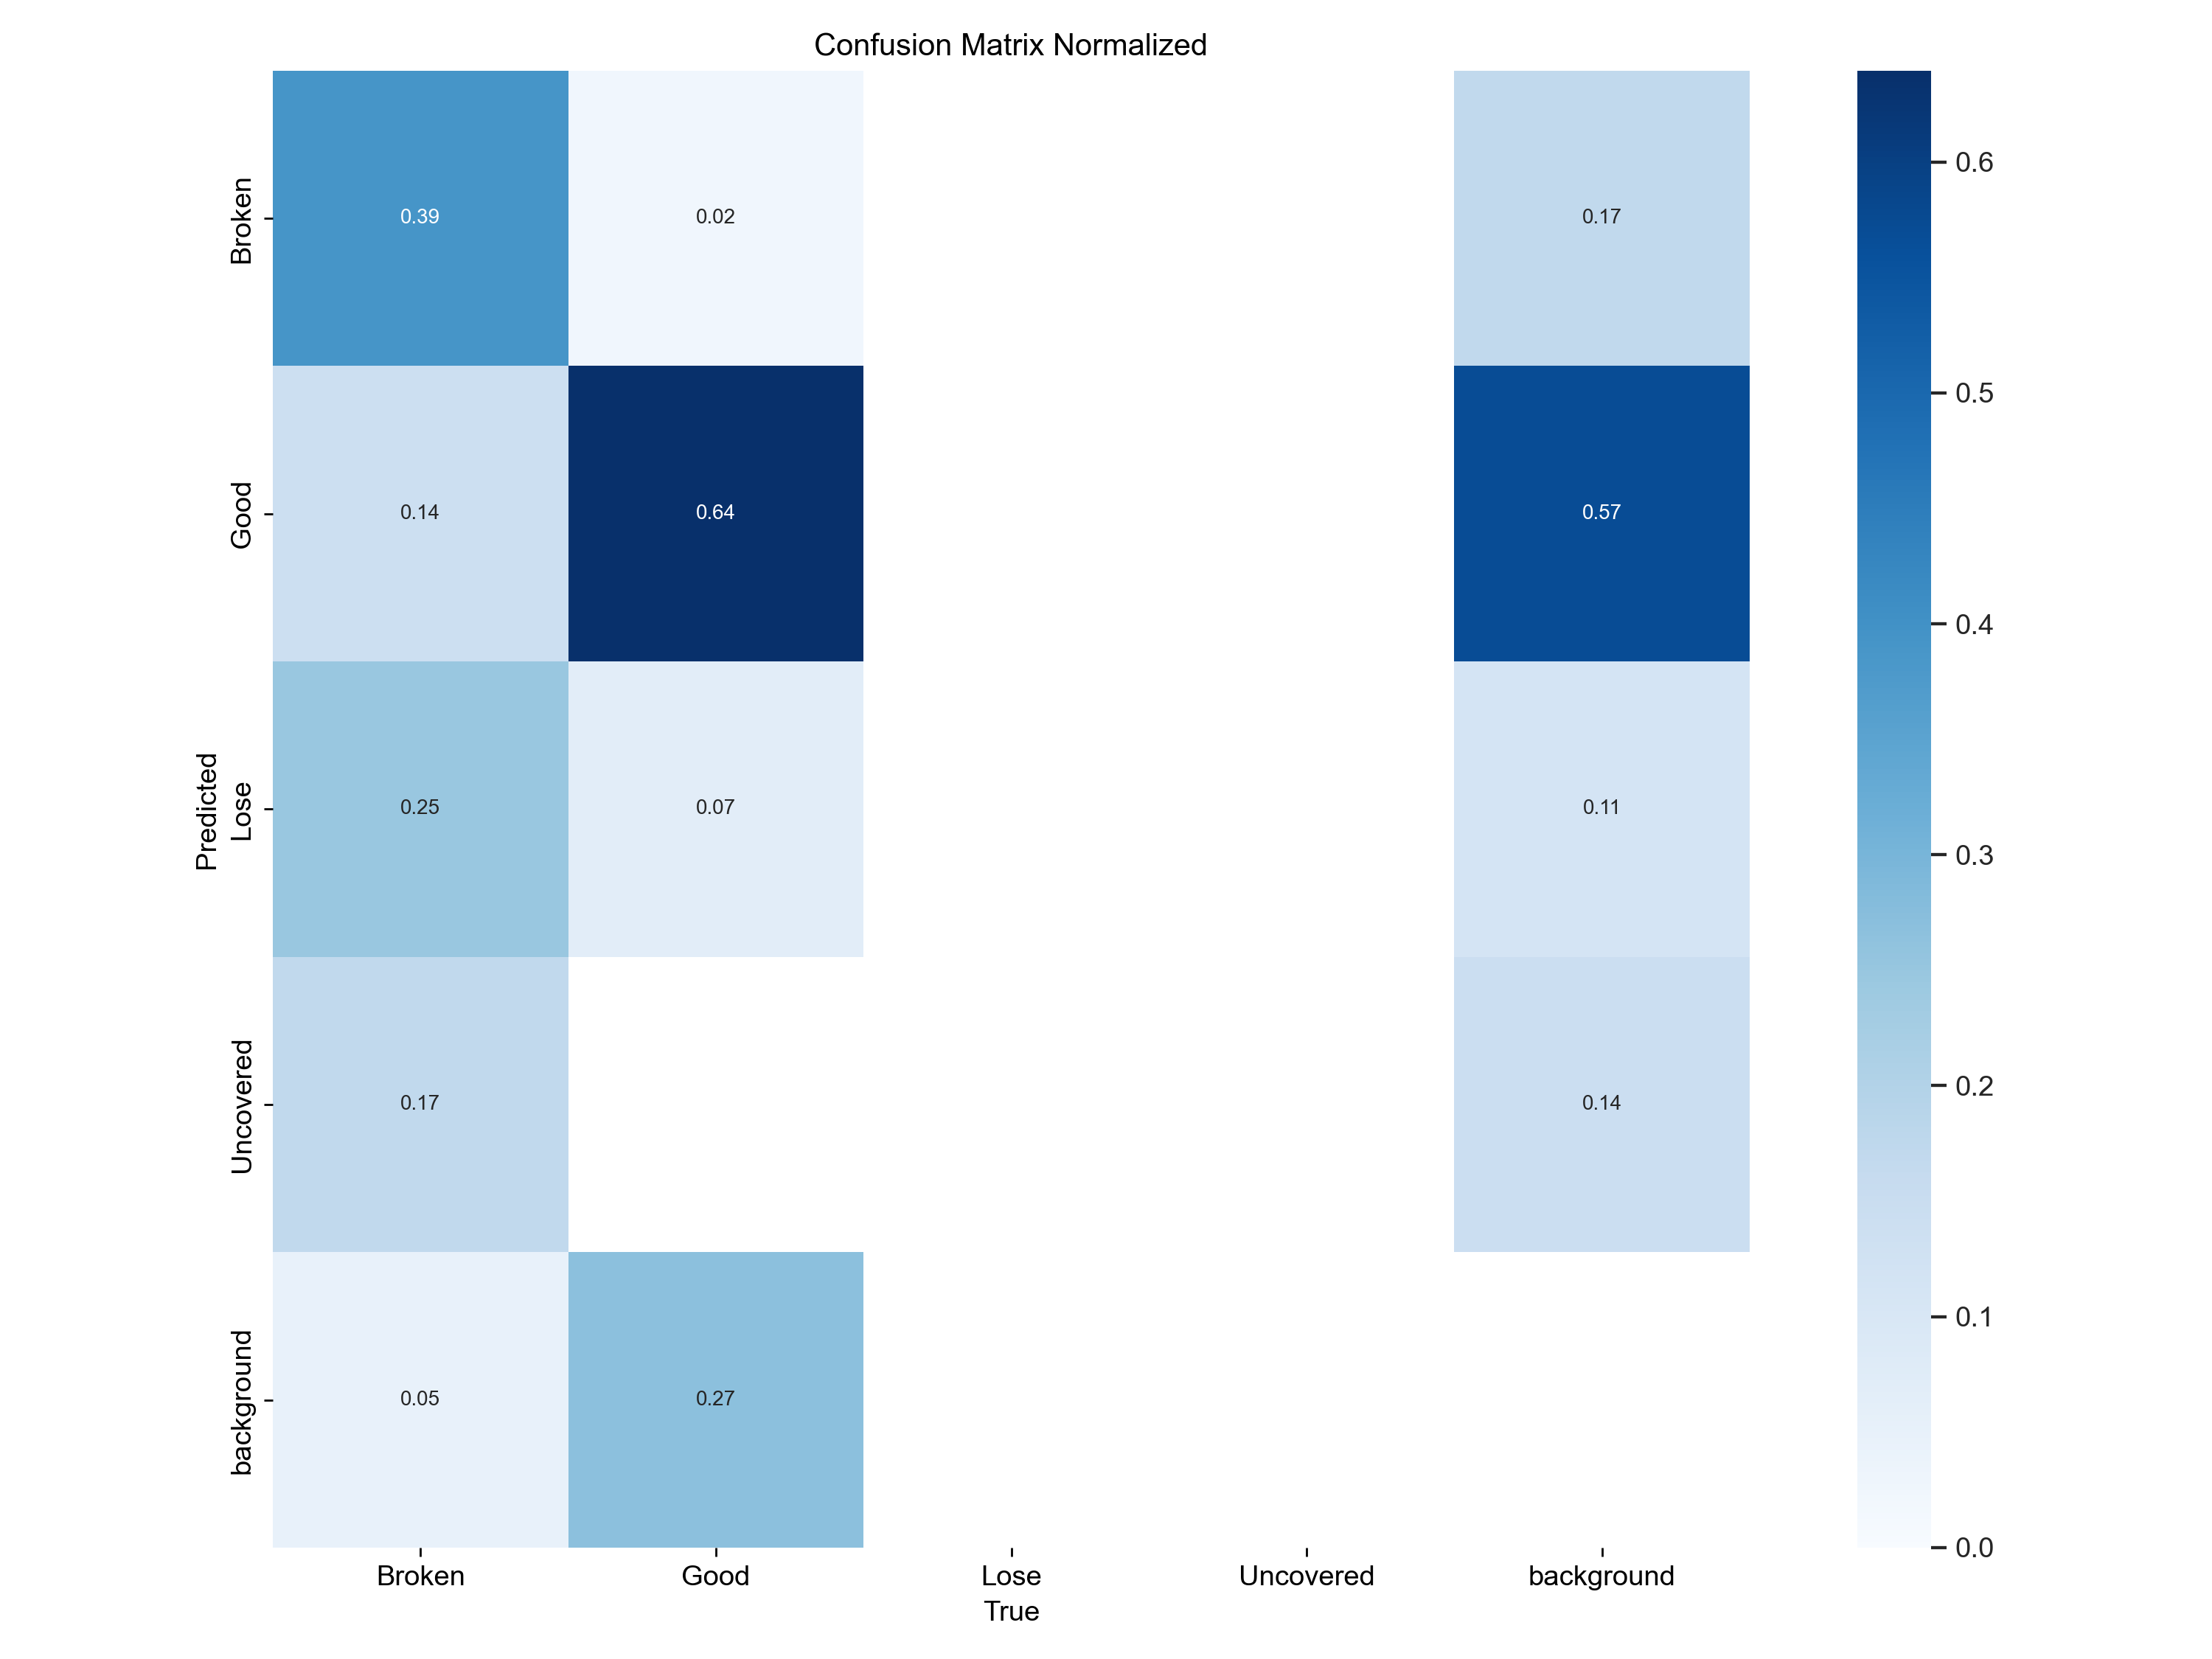 Confusion Matrix Normalized
Predicted
Broken
0.39
0.02
0.17
Good
0.14
0.64
0.57
Lose
0.25
0.07
0.11
Uncovered
0.17
0.14
background
0.05
0.27
Broken
Good
Lose
Uncovered
background
True
0.6
0.5
0.4
0.3
0.2
0.1
0.0